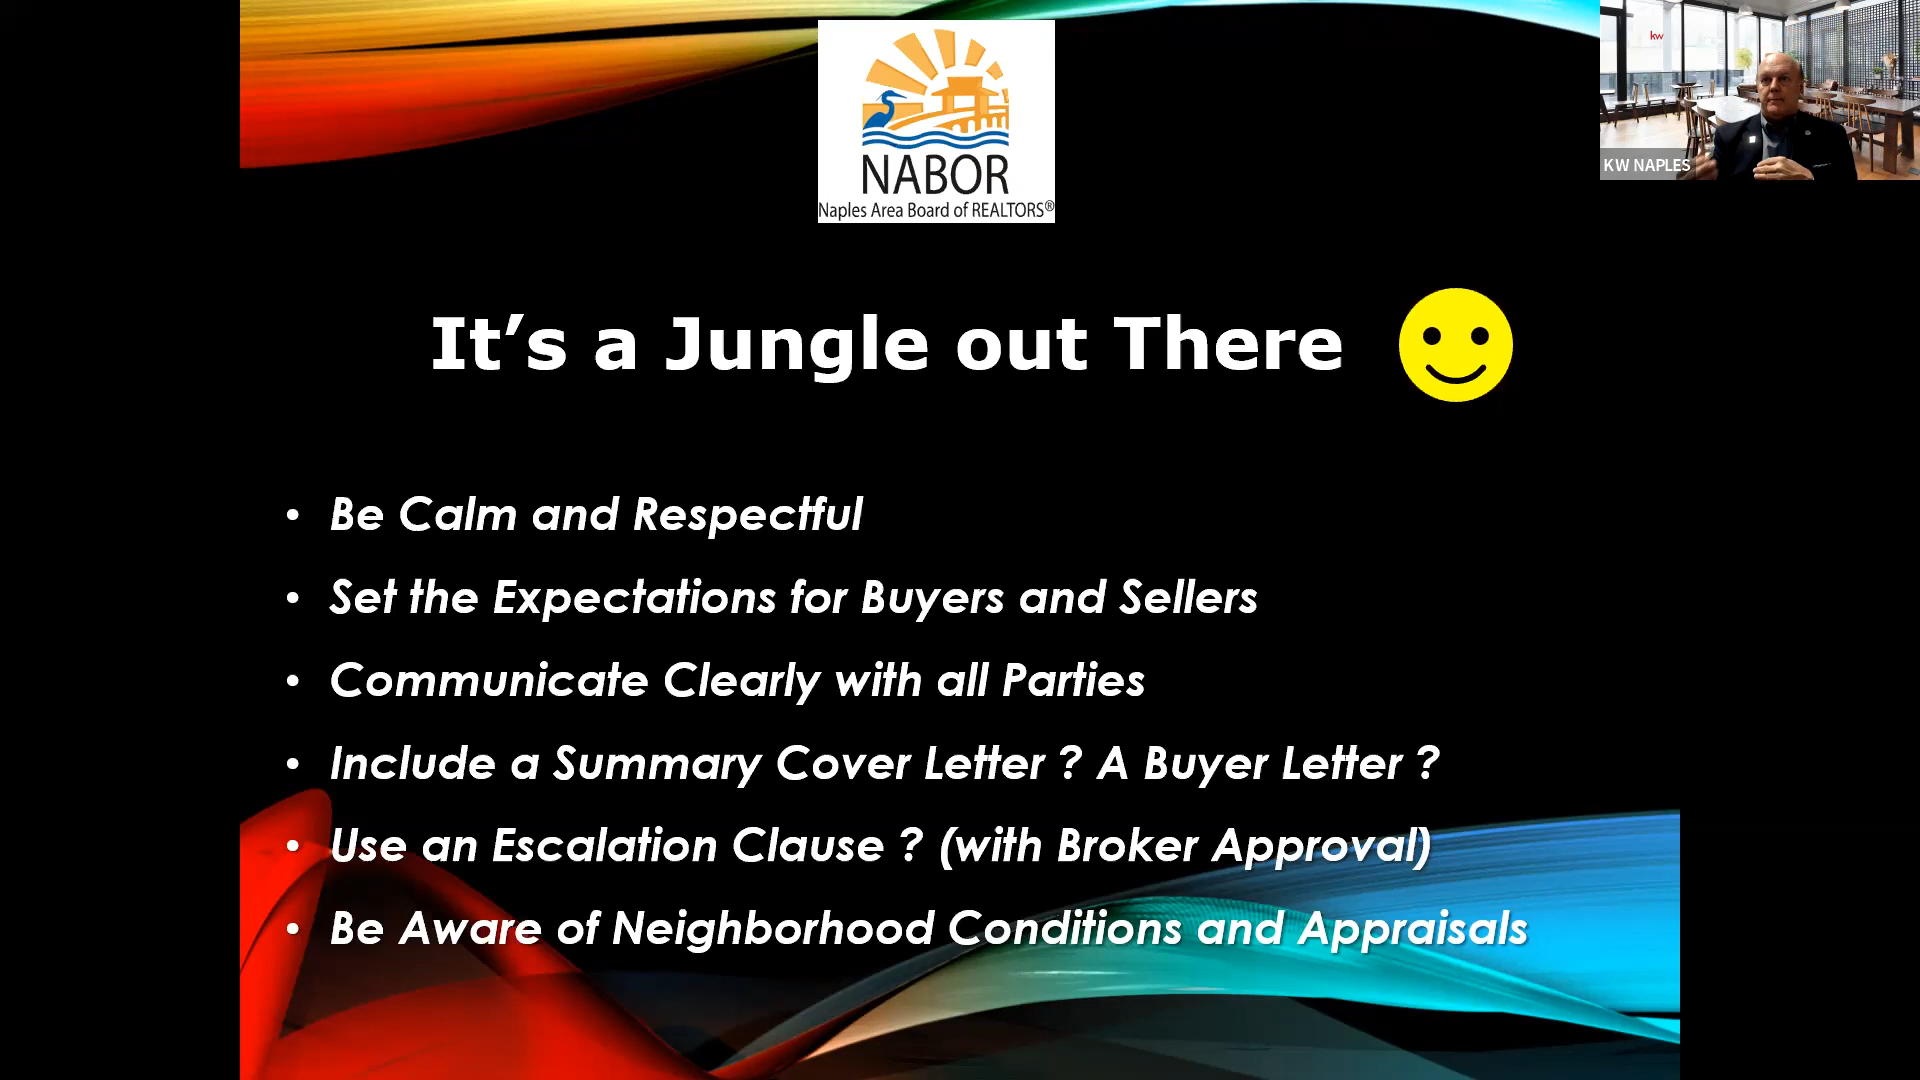 kw
KW NAPLES
NABOR
Naples Area Board of REALTORS®
It’s a Jungle out There
• Be Calm and Respectful
• Set the Expectations for Buyers and Sellers
• Communicate Clearly with all Parties
• Include a Summary Cover Letter ? A Buyer Letter ?
• Use an Escalation Clause ? (with Broker Approval)
• Be Aware of Neighborhood Conditions and Appraisals